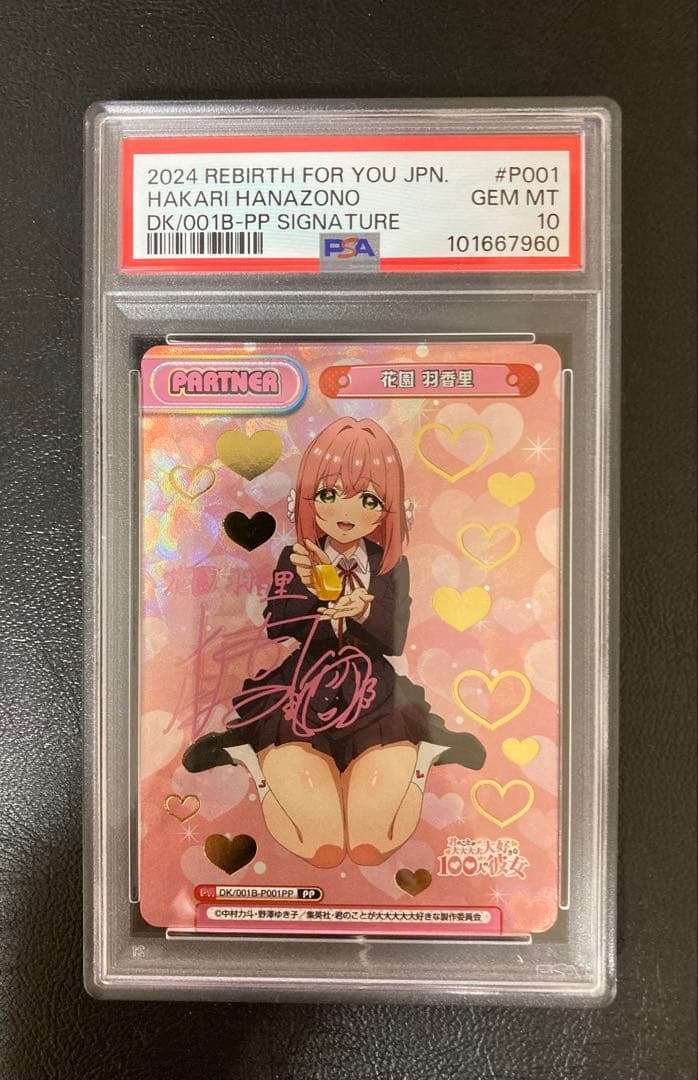 2024 REBIRTH FOR YOU JPN. #P001
HAKARI HANAZONO GEM MT
DK/001B-PP SIGNATURE 10
PSA 101667960
PARTNER
花園 羽香里
花園 羽香里
君のことが
大大大大大好きな
100人の彼女
DK/001B-P001PP PP
©中村力斗・野澤ゆき子/集英社・君のことが大大大大大好きな製作委員会